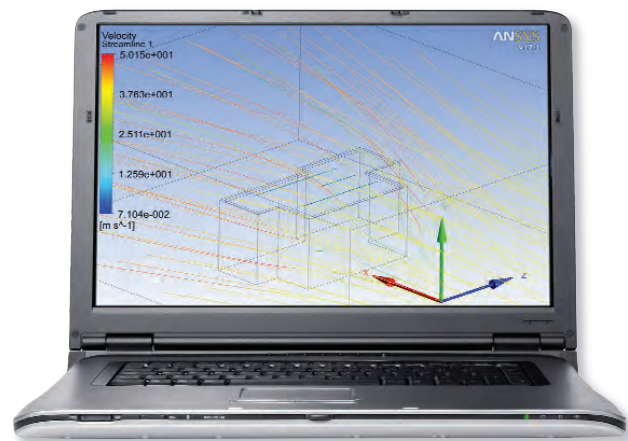 Velocity
Streamline 1
ANSYS
5.015e+001
3.763e+001
2.511e+001
1.259e+001
7.104e-002
[m s^-1]
X
Z